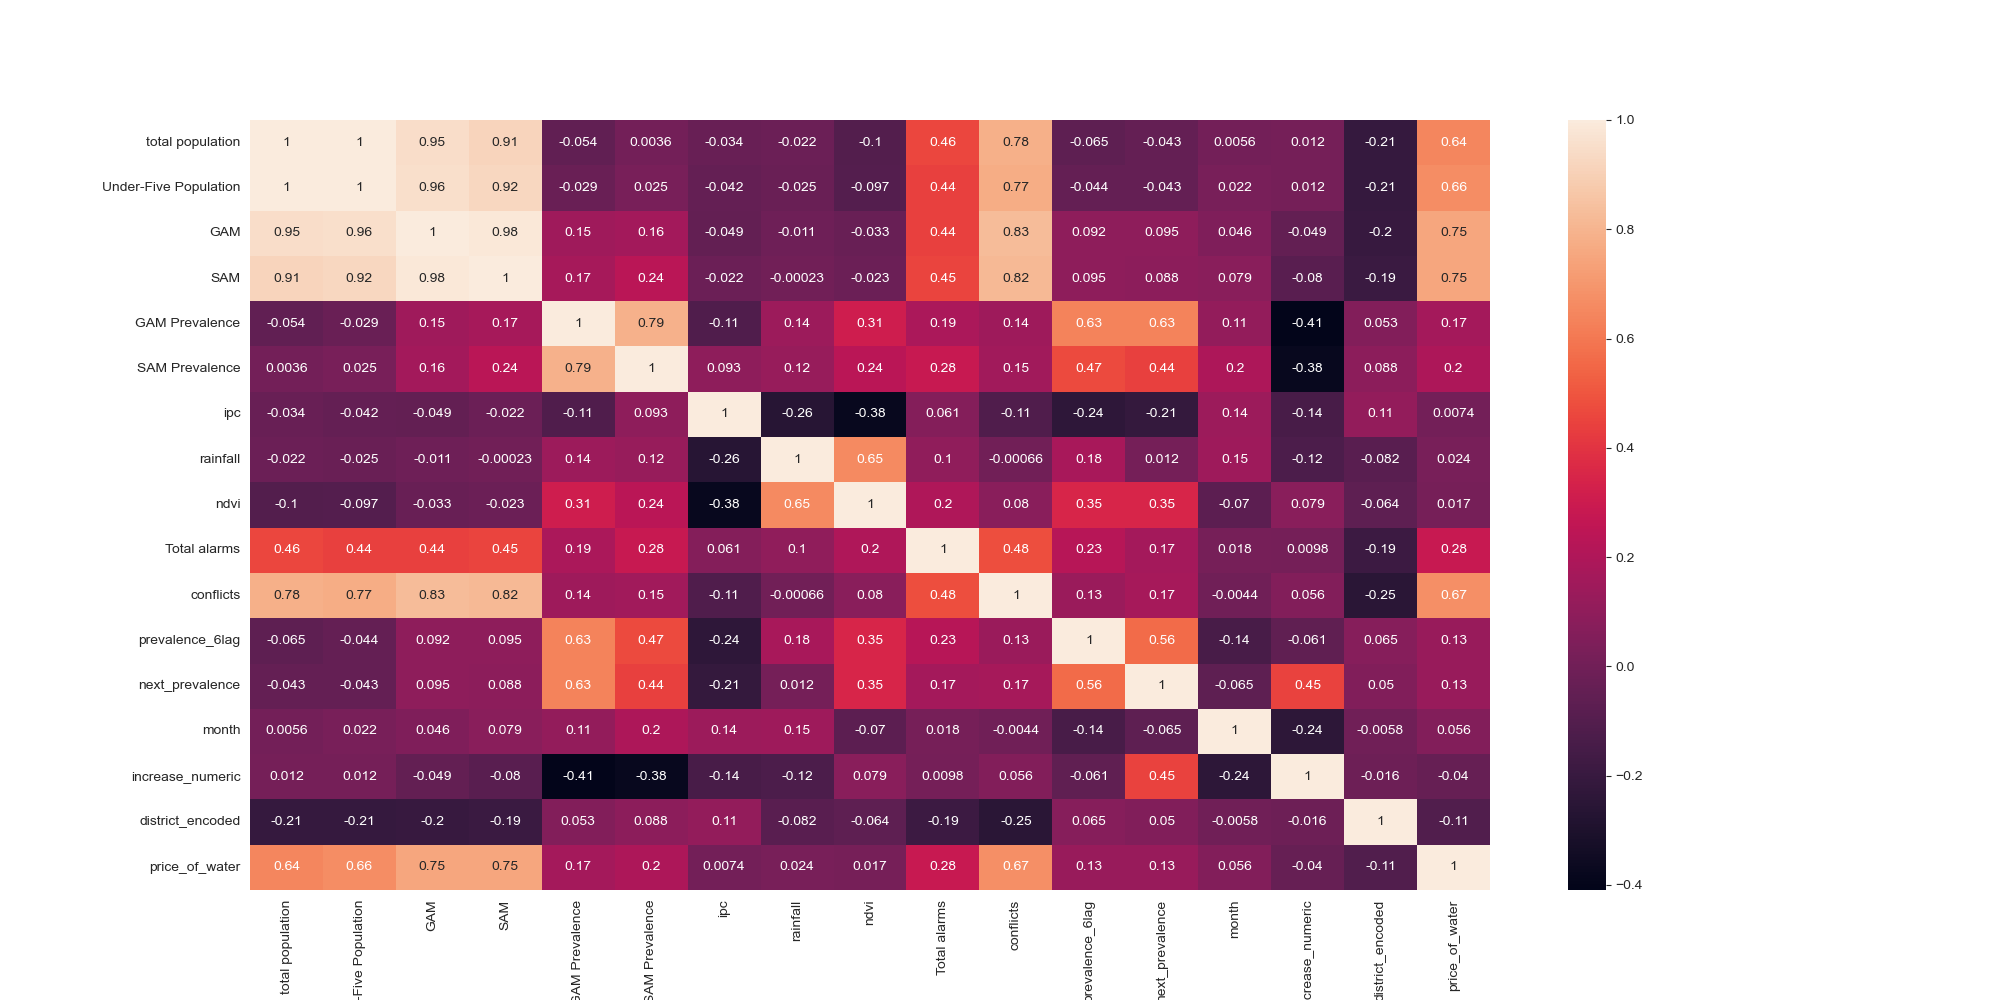 total population 1 1 0.95 0.91 -0.054 0.0036 -0.034 -0.022 -0.1 0.46 0.78 -0.065 -0.043 0.0056 0.012 -0.21 0.64
Under-Five Population 1 1 0.96 0.92 -0.029 0.025 -0.042 -0.025 -0.097 0.44 0.77 -0.044 -0.043 0.022 0.012 -0.21 0.66
GAM 0.95 0.96 1 0.98 0.15 0.16 -0.049 -0.011 -0.033 0.44 0.83 0.092 0.095 0.046 -0.049 -0.2 0.75
SAM 0.91 0.92 0.98 1 0.17 0.24 -0.022 -0.00023 -0.023 0.45 0.82 0.095 0.088 0.079 -0.08 -0.19 0.75
GAM Prevalence -0.054 -0.029 0.15 0.17 1 0.79 -0.11 0.14 0.31 0.19 0.14 0.63 0.63 0.11 -0.41 0.053 0.17
SAM Prevalence 0.0036 0.025 0.16 0.24 0.79 1 0.093 0.12 0.24 0.28 0.15 0.47 0.44 0.2 -0.38 0.088 0.2
ipc -0.034 -0.042 -0.049 -0.022 -0.11 0.093 1 -0.26 -0.38 0.061 -0.11 -0.24 -0.21 0.14 -0.14 0.11 0.0074
rainfall -0.022 -0.025 -0.011 -0.00023 0.14 0.12 -0.26 1 0.65 0.1 -0.00066 0.18 0.012 0.15 -0.12 -0.082 0.024
ndvi -0.1 -0.097 -0.033 -0.023 0.31 0.24 -0.38 0.65 1 0.2 0.08 0.35 0.35 -0.07 0.079 -0.064 0.017
Total alarms 0.46 0.44 0.44 0.45 0.19 0.28 0.061 0.1 0.2 1 0.48 0.23 0.17 0.018 0.0098 -0.19 0.28
conflicts 0.78 0.77 0.83 0.82 0.14 0.15 -0.11 -0.00066 0.08 0.48 1 0.13 0.17 -0.0044 0.056 -0.25 0.67
prevalence_6lag -0.065 -0.044 0.092 0.095 0.63 0.47 -0.24 0.18 0.35 0.23 0.13 1 0.56 -0.14 -0.061 0.065 0.13
next_prevalence -0.043 -0.043 0.095 0.088 0.63 0.44 -0.21 0.012 0.35 0.17 0.17 0.56 1 -0.065 0.45 0.05 0.13
month 0.0056 0.022 0.046 0.079 0.11 0.2 0.14 0.15 -0.07 0.018 -0.0044 -0.14 -0.065 1 -0.24 -0.0058 0.056
increase_numeric 0.012 0.012 -0.049 -0.08 -0.41 -0.38 -0.14 -0.12 0.079 0.0098 0.056 -0.061 0.45 -0.24 1 -0.016 -0.04
district_encoded -0.21 -0.21 -0.2 -0.19 0.053 0.088 0.11 -0.082 -0.064 -0.19 -0.25 0.065 0.05 -0.0058 -0.016 1 -0.11
price_of_water 0.64 0.66 0.75 0.75 0.17 0.2 0.0074 0.024 0.017 0.28 0.67 0.13 0.13 0.056 -0.04 -0.11 1
total population
-Five Population
GAM
SAM
GAM Prevalence
SAM Prevalence
ipc
rainfall
ndvi
Total alarms
conflicts
prevalence_6lag
next_prevalence
month
crease_numeric
district_encoded
price_of_water
1.0
0.8
0.6
0.4
0.2
0.0
−0.2
−0.4